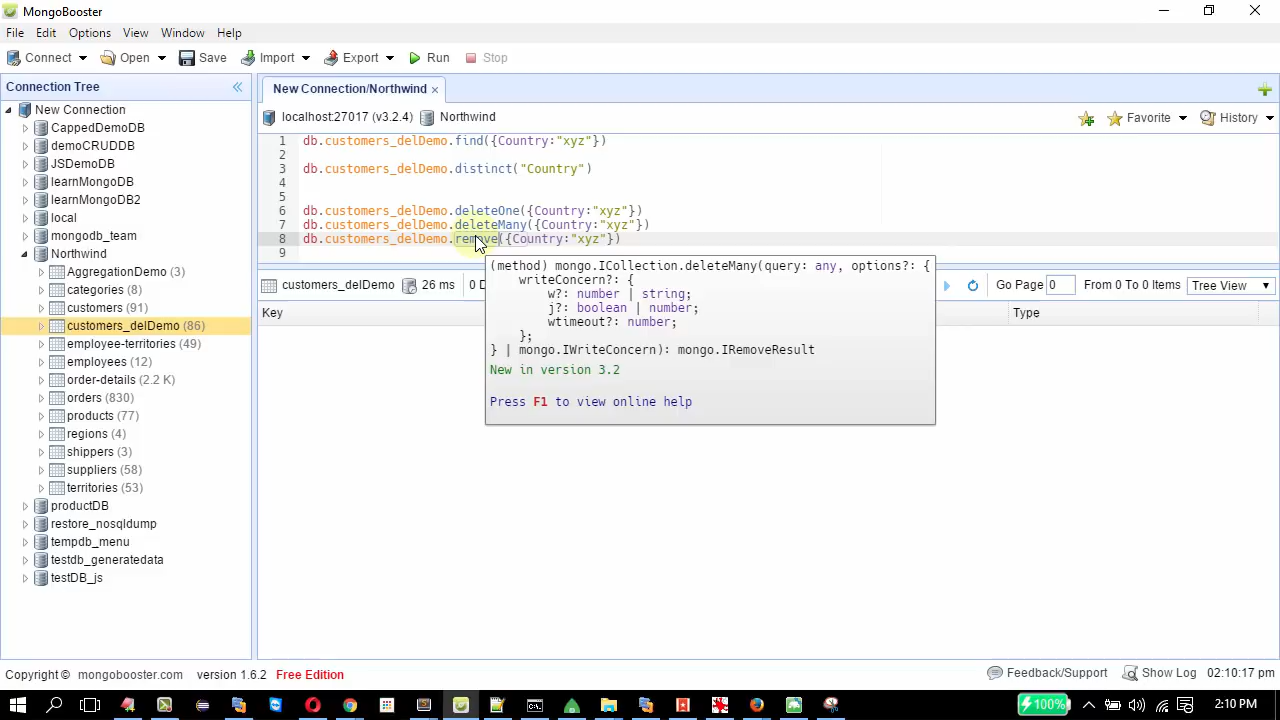 MongoBooster
File Edit Options View Window Help
Connect Open Save Import Export Run Stop
Connection Tree
New Connection
CappedDemoDB
demoCRUDDB
JSDemoDB
learnMongoDB
learnMongoDB2
local
mongodb_team
Northwind
AggregationDemo (3)
categories (8)
customers (91)
customers_delDemo (86)
employee-territories (49)
employees (12)
order-details (2.2 K)
orders (830)
products (77)
regions (4)
shippers (3)
suppliers (58)
territories (53)
productDB
restore_nosqldump
tempdb_menu
testdb_generatedata
testDB_js
New Connection/Northwind
localhost:27017 (v3.2.4) Northwind Favorite History
1 db.customers_delDemo.find({Country:"xyz"})
2
3 db.customers_delDemo.distinct("Country")
4
5
6 db.customers_delDemo.deleteOne({Country:"xyz"})
7 db.customers_delDemo.deleteMany({Country:"xyz"})
8 db.customers_delDemo.remove({Country:"xyz"})
9
customers_delDemo 26 ms 0 D Go Page 0 From 0 To 0 Items Tree View
Key Type
(method) mongo.ICollection.deleteMany(query: any, options?: {
writeConcern?: {
w?: number | string;
j?: boolean | number;
wtimeout?: number;
};
} | mongo.IWriteConcern): mongo.IRemoveResult
New in version 3.2
Press F1 to view online help
Copyright © mongobooster.com version 1.6.2 Free Edition Feedback/Support Show Log 02:10:17 pm
100% 2:10 PM